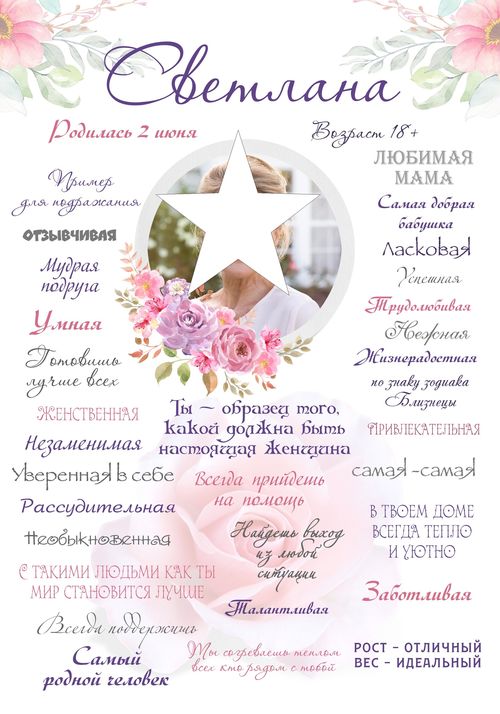 Светлана
Родилась 2 июня
Возраст 18+
Пример
для подражания
ОТЗЫВЧИВАЯ
Мудрая
подруга
Умная
Готовишь
лучше всех
ЖЕНСТВЕННАЯ
Незаменимая
Уверенная в себе
Рассудительная
Необыкновенная
С ТАКИМИ ЛЮДЬМИ КАК ТЫ
МИР СТАНОВИТСЯ ЛУЧШЕ
Всегда поддержишь
Самый
родной человек
Ты – образец того,
какой должна быть
настоящая женщина
Всегда прийдешь
на помощь
Найдешь выход
из любой
ситуации
Талантливая
Ты согреваешь теплом
всех кто рядом с тобой
ЛЮБИМАЯ
МАМА
Самая добрая
бабушка
Ласковая
Успешная
Трудолюбивая
Нежная
Жизнерадостная
по знаку зодиака
Близнецы
ПРИВЛЕКАТЕЛЬНАЯ
самая -самая
В ТВОЕМ ДОМЕ
ВСЕГДА ТЕПЛО
И УЮТНО
Заботливая
РОСТ – ОТЛИЧНЫЙ
ВЕС – ИДЕАЛЬНЫЙ